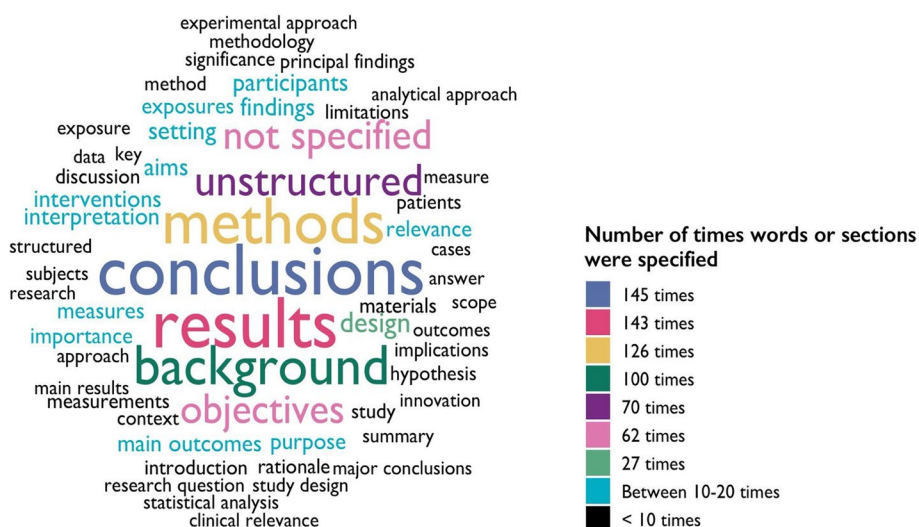 experimental approach
methodology
significance principal findings
method participants
analytical approach
exposures findings limitations
exposure setting not specified
data key aims
discussion unstructured measure
interventions patients
interpretation methods relevance
structured cases
subjects conclusions answer
research materials scope
measures results design outcomes
importance implications
approach background hypothesis
main results
measurements innovation
context objectives study
main outcomes purpose summary
introduction rationale major conclusions
research question study design
statistical analysis
clinical relevance
Number of times words or sections
were specified
145 times
143 times
126 times
100 times
70 times
62 times
27 times
Between 10-20 times
< 10 times